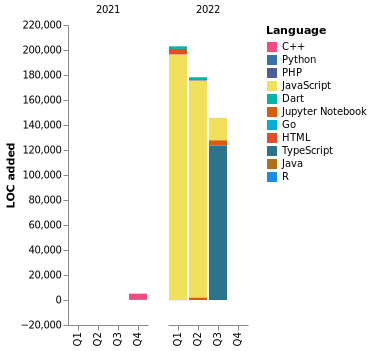 2021
2022
LOC added
220,000
200,000
180,000
160,000
140,000
120,000
100,000
80,000
60,000
40,000
20,000
0
−20,000
Q1
Q2
Q3
Q4
Q1
Q2
Q3
Q4
Language
C++
Python
PHP
JavaScript
Dart
Jupyter Notebook
Go
HTML
TypeScript
Java
R